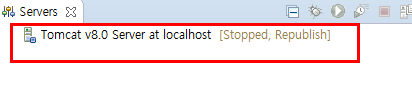 Servers
Tomcat v8.0 Server at localhost [Stopped, Republish]